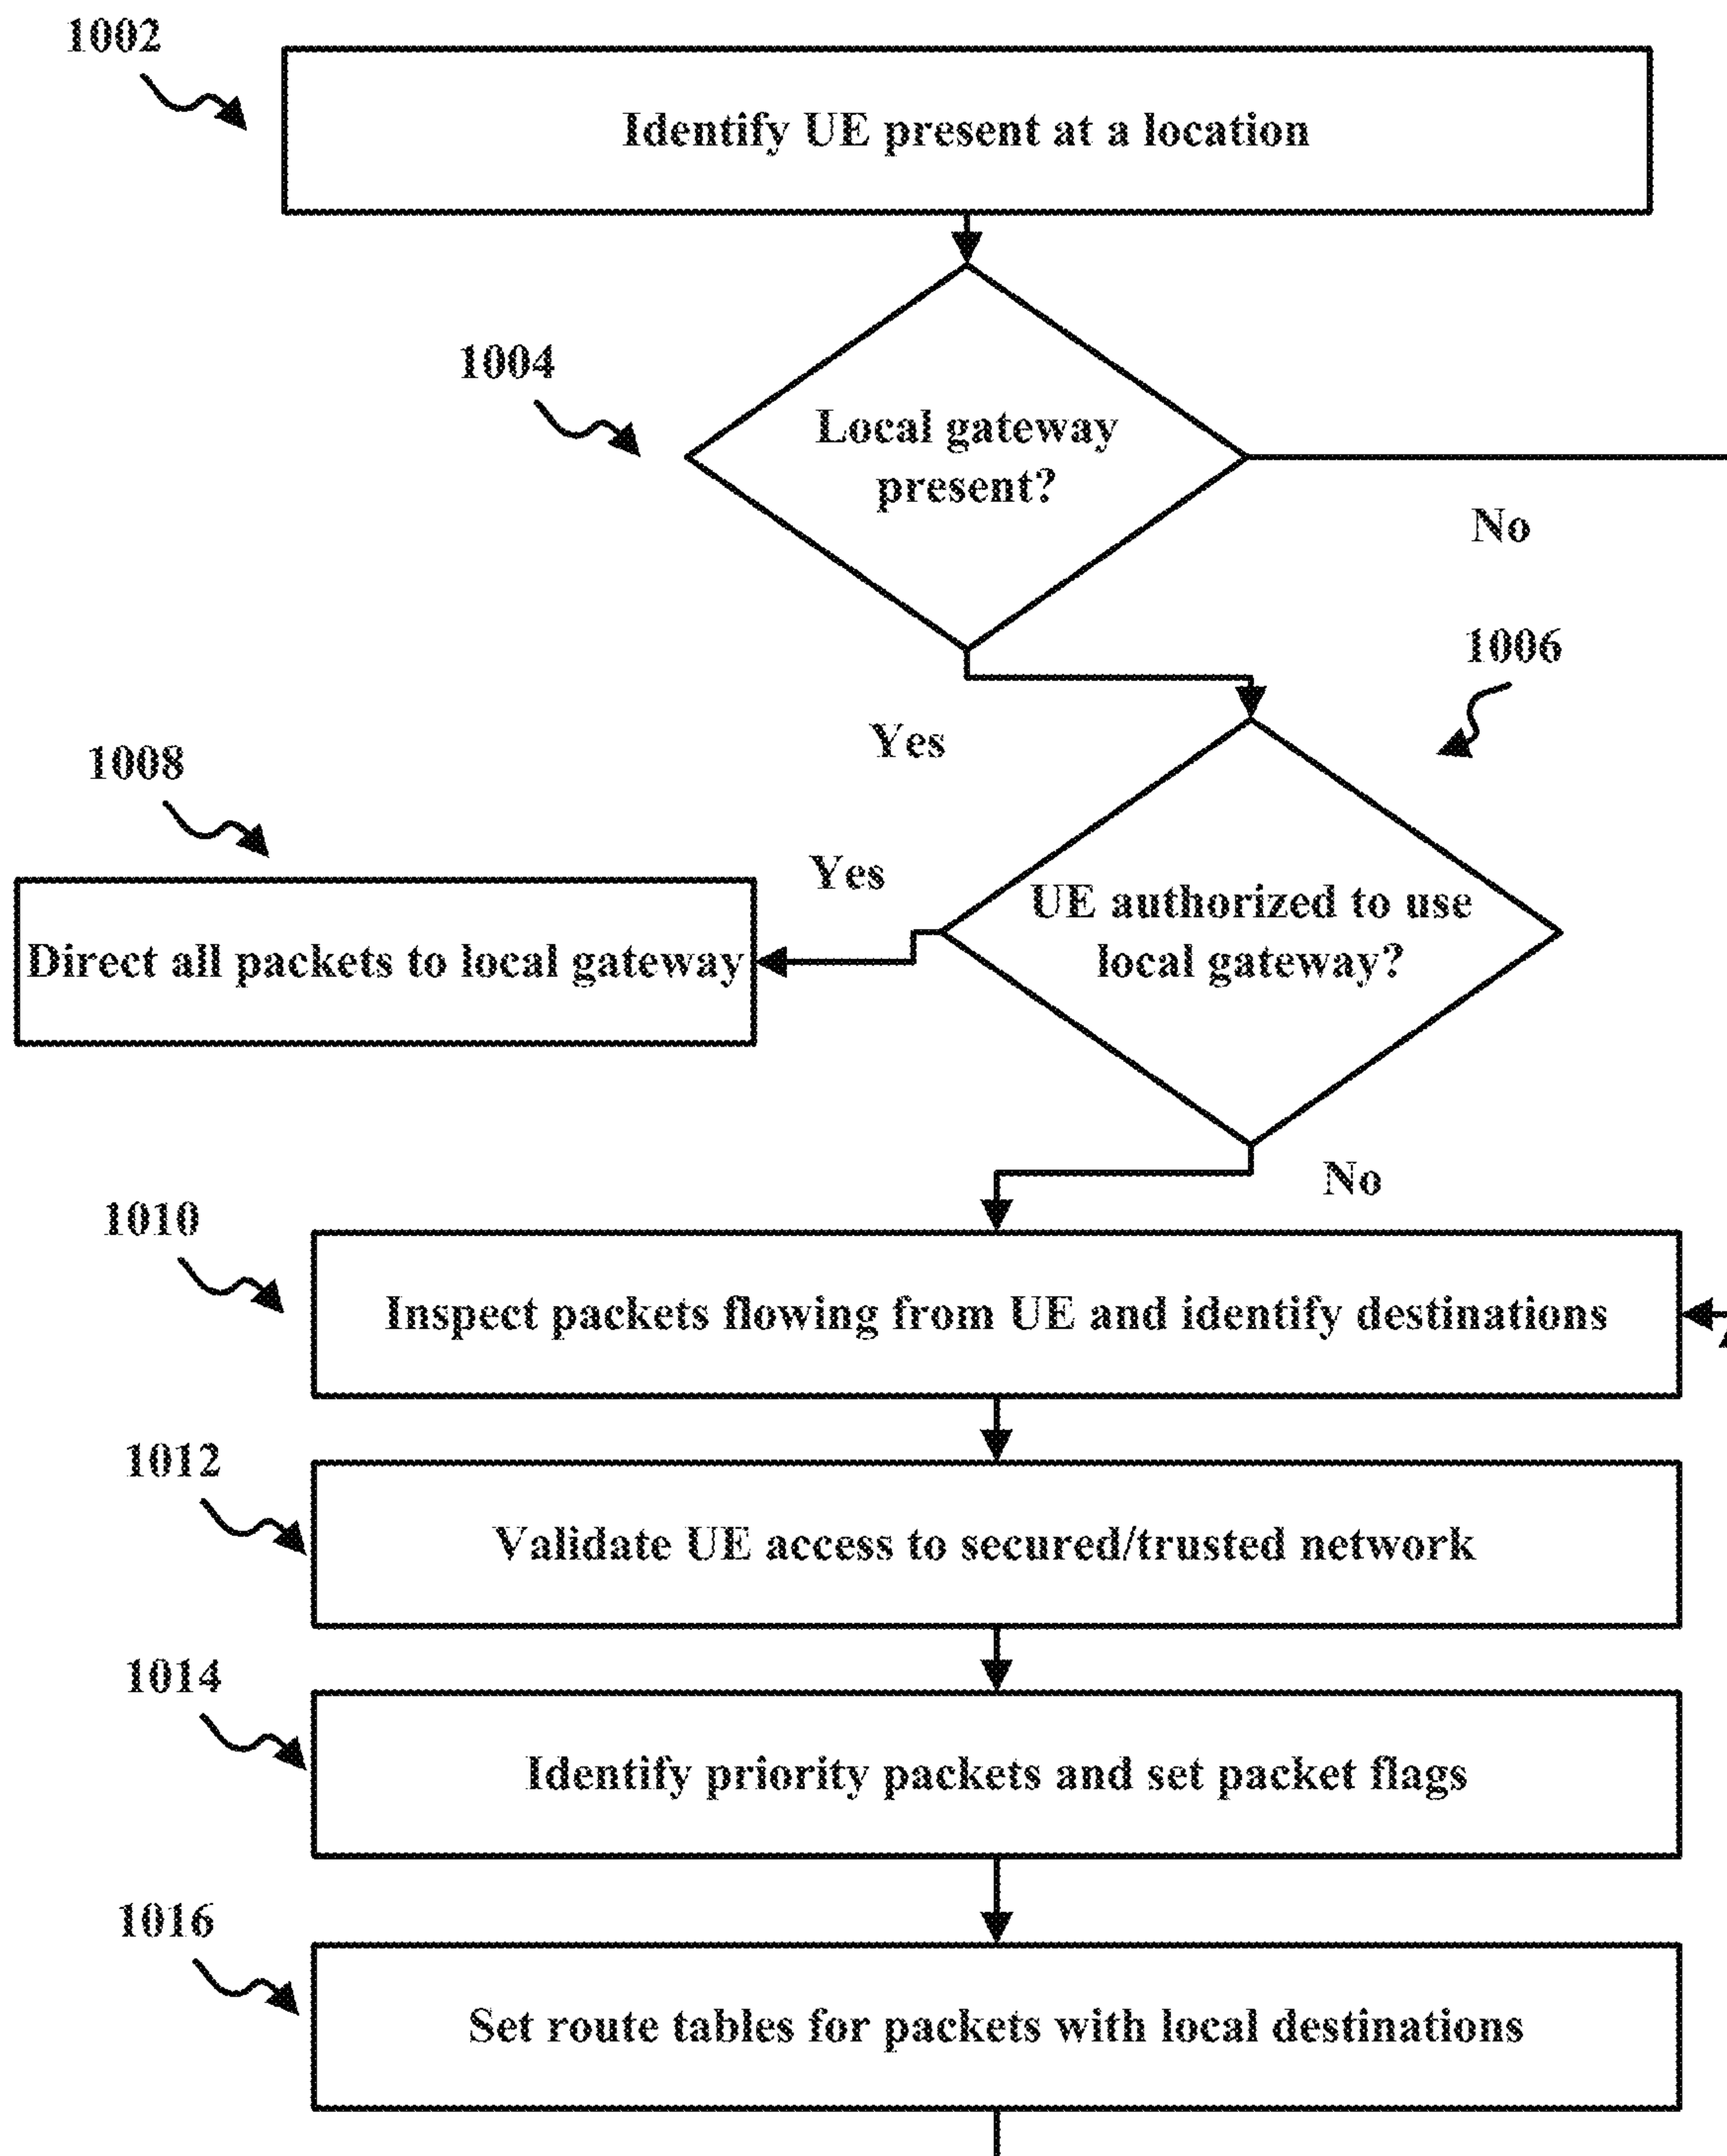 1002
Identify UE present at a location
1004
Local gateway
present?
No
1006
Yes
1008
Yes
UE authorized to use
local gateway?
Direct all packets to local gateway
No
1010
Inspect packets flowing from UE and identify destinations
1012
Validate UE access to secured/trusted network
1014
Identify priority packets and set packet flags
1016
Set route tables for packets with local destinations